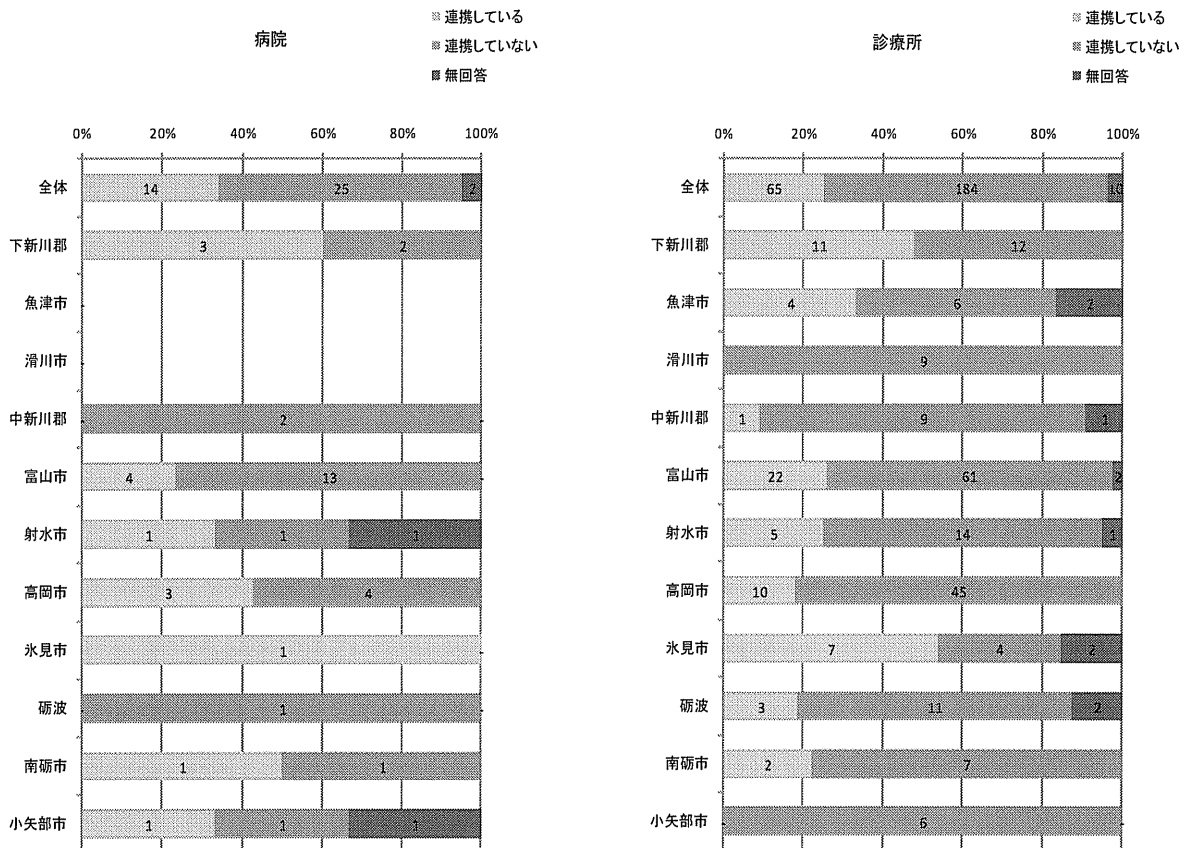 病院
連携している
連携していない
無回答
0% 20% 40% 60% 80% 100%
全体 14 25 2
下新川郡 3 2
魚津市
滑川市
中新川郡 2
富山市 4 13
射水市 1 1 1
高岡市 3 4
氷見市 1
砺波 1
南砺市 1 1
小矢部市 1 1 1
診療所
連携している
連携していない
無回答
0% 20% 40% 60% 80% 100%
全体 65 184 10
下新川郡 11 12
魚津市 4 6 2
滑川市 9
中新川郡 1 9 1
富山市 22 61 2
射水市 5 14 1
高岡市 10 45
氷見市 7 4 2
砺波 3 11 2
南砺市 2 7
小矢部市 6